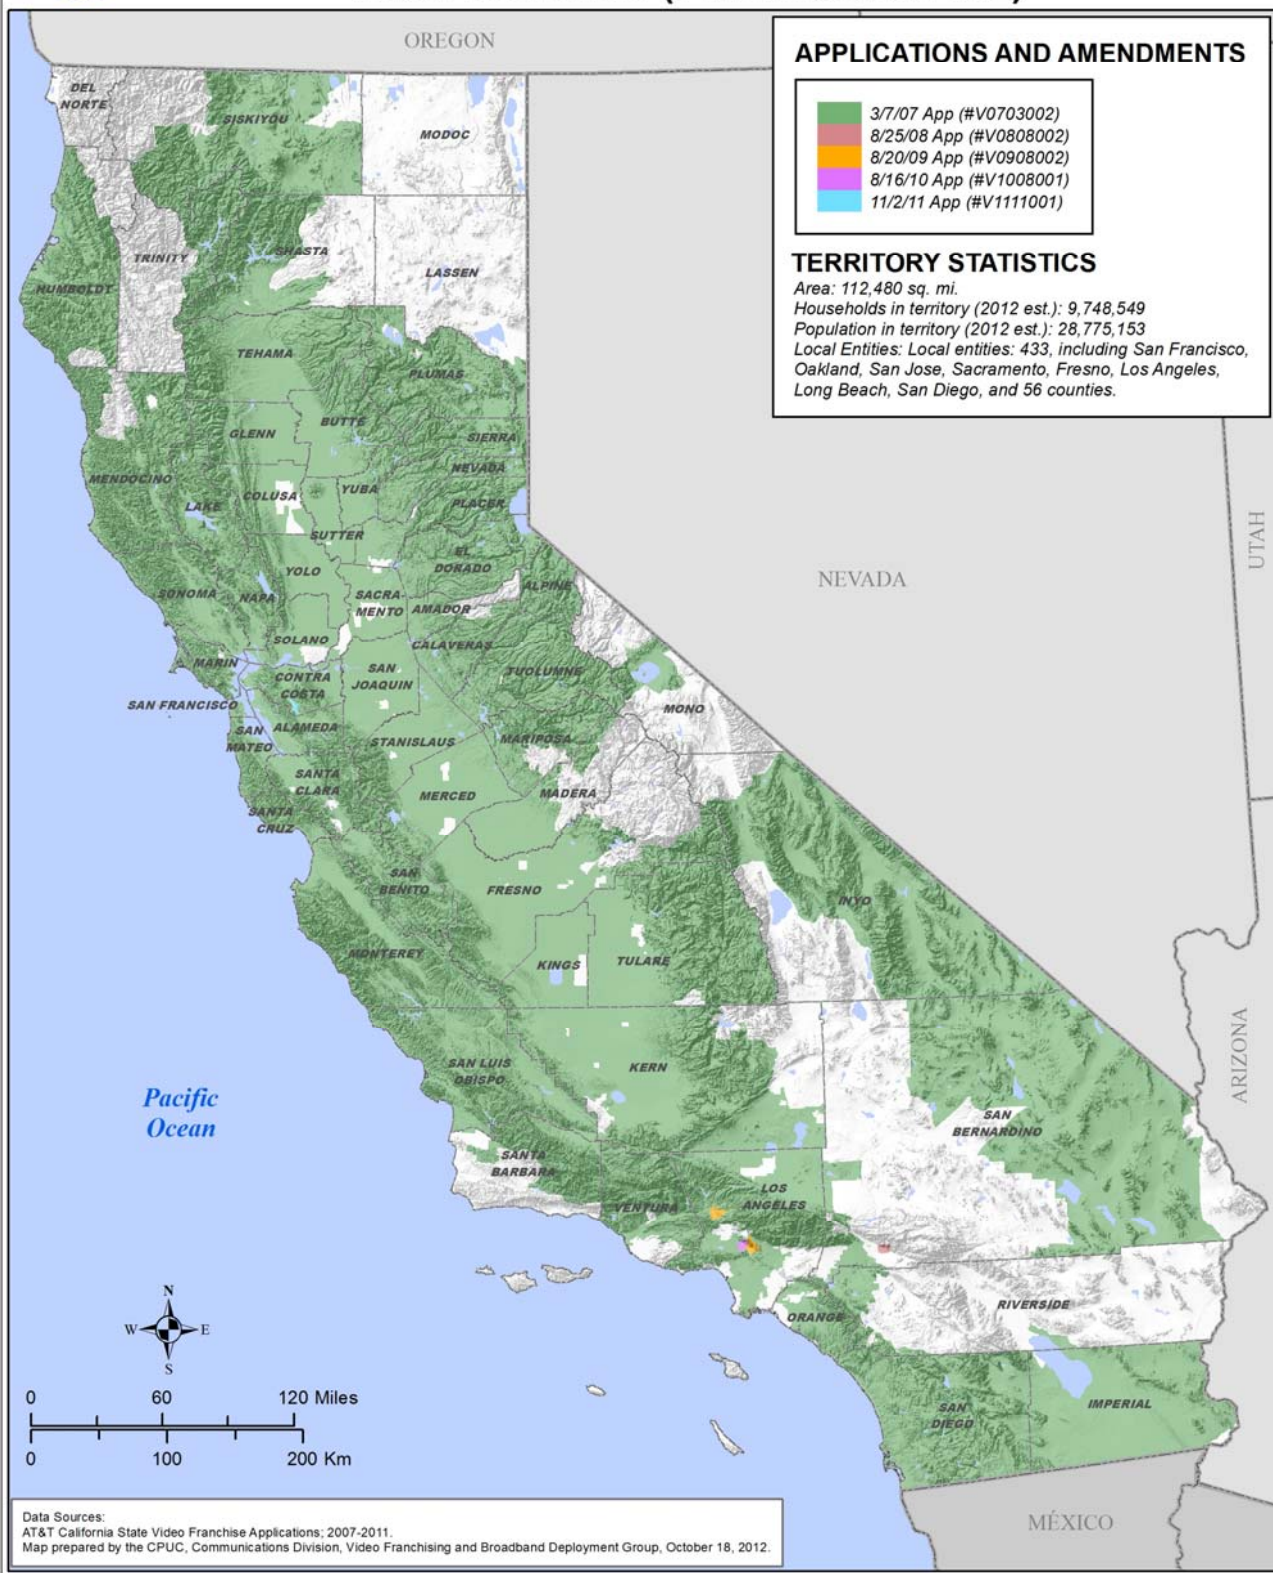 OREGON
APPLICATIONS AND AMENDMENTS
3/7/07 App (#V0703002)
8/25/08 App (#V0808002)
8/20/09 App (#V0908002)
8/16/10 App (#V1008001)
11/2/11 App (#V1111001)
TERRITORY STATISTICS
Area: 112,480 sq. mi.
Households in territory (2012 est.): 9,748,549
Population in territory (2012 est.): 28,775,153
Local Entities: Local entities: 433, including San Francisco,
Oakland, San Jose, Sacramento, Fresno, Los Angeles,
Long Beach, San Diego, and 56 counties.
DEL
NORTE
SISKIYOU
MODOC
TRINITY
SHASTA
LASSEN
HUMBOLDT
TEHAMA
PLUMAS
BUTTE
GLENN
SIERRA
NEVADA
MENDOCINO
COLUSA
YUBA
PLACER
LAKE
SUTTER
EL
DORADO
YOLO
NEVADA
UTAH
ALPINE
SONOMA
NAPA
SACRA-
MENTO
AMADOR
SOLANO
CALAVERAS
MARIN
SAN
JOAQUIN
TUOLUMNE
CONTRA
COSTA
SAN FRANCISCO
MONO
SAN
MATEO
ALAMEDA
STANISLAUS
MARIPOSA
SANTA
CLARA
MERCED
MADERA
SANTA
CRUZ
SAN
BENITO
FRESNO
INYO
MONTEREY
KINGS
TULARE
SAN LUIS
OBISPO
KERN
ARIZONA
Pacific
Ocean
SAN
BERNARDINO
SANTA
BARBARA
VENTURA
LOS
ANGELES
ORANGE
RIVERSIDE
SAN
DIEGO
IMPERIAL
MÉXICO
N
W E
S
0 60 120 Miles
0 100 200 Km
Data Sources:
AT&T California State Video Franchise Applications; 2007-2011.
Map prepared by the CPUC, Communications Division, Video Franchising and Broadband Deployment Group, October 18, 2012.